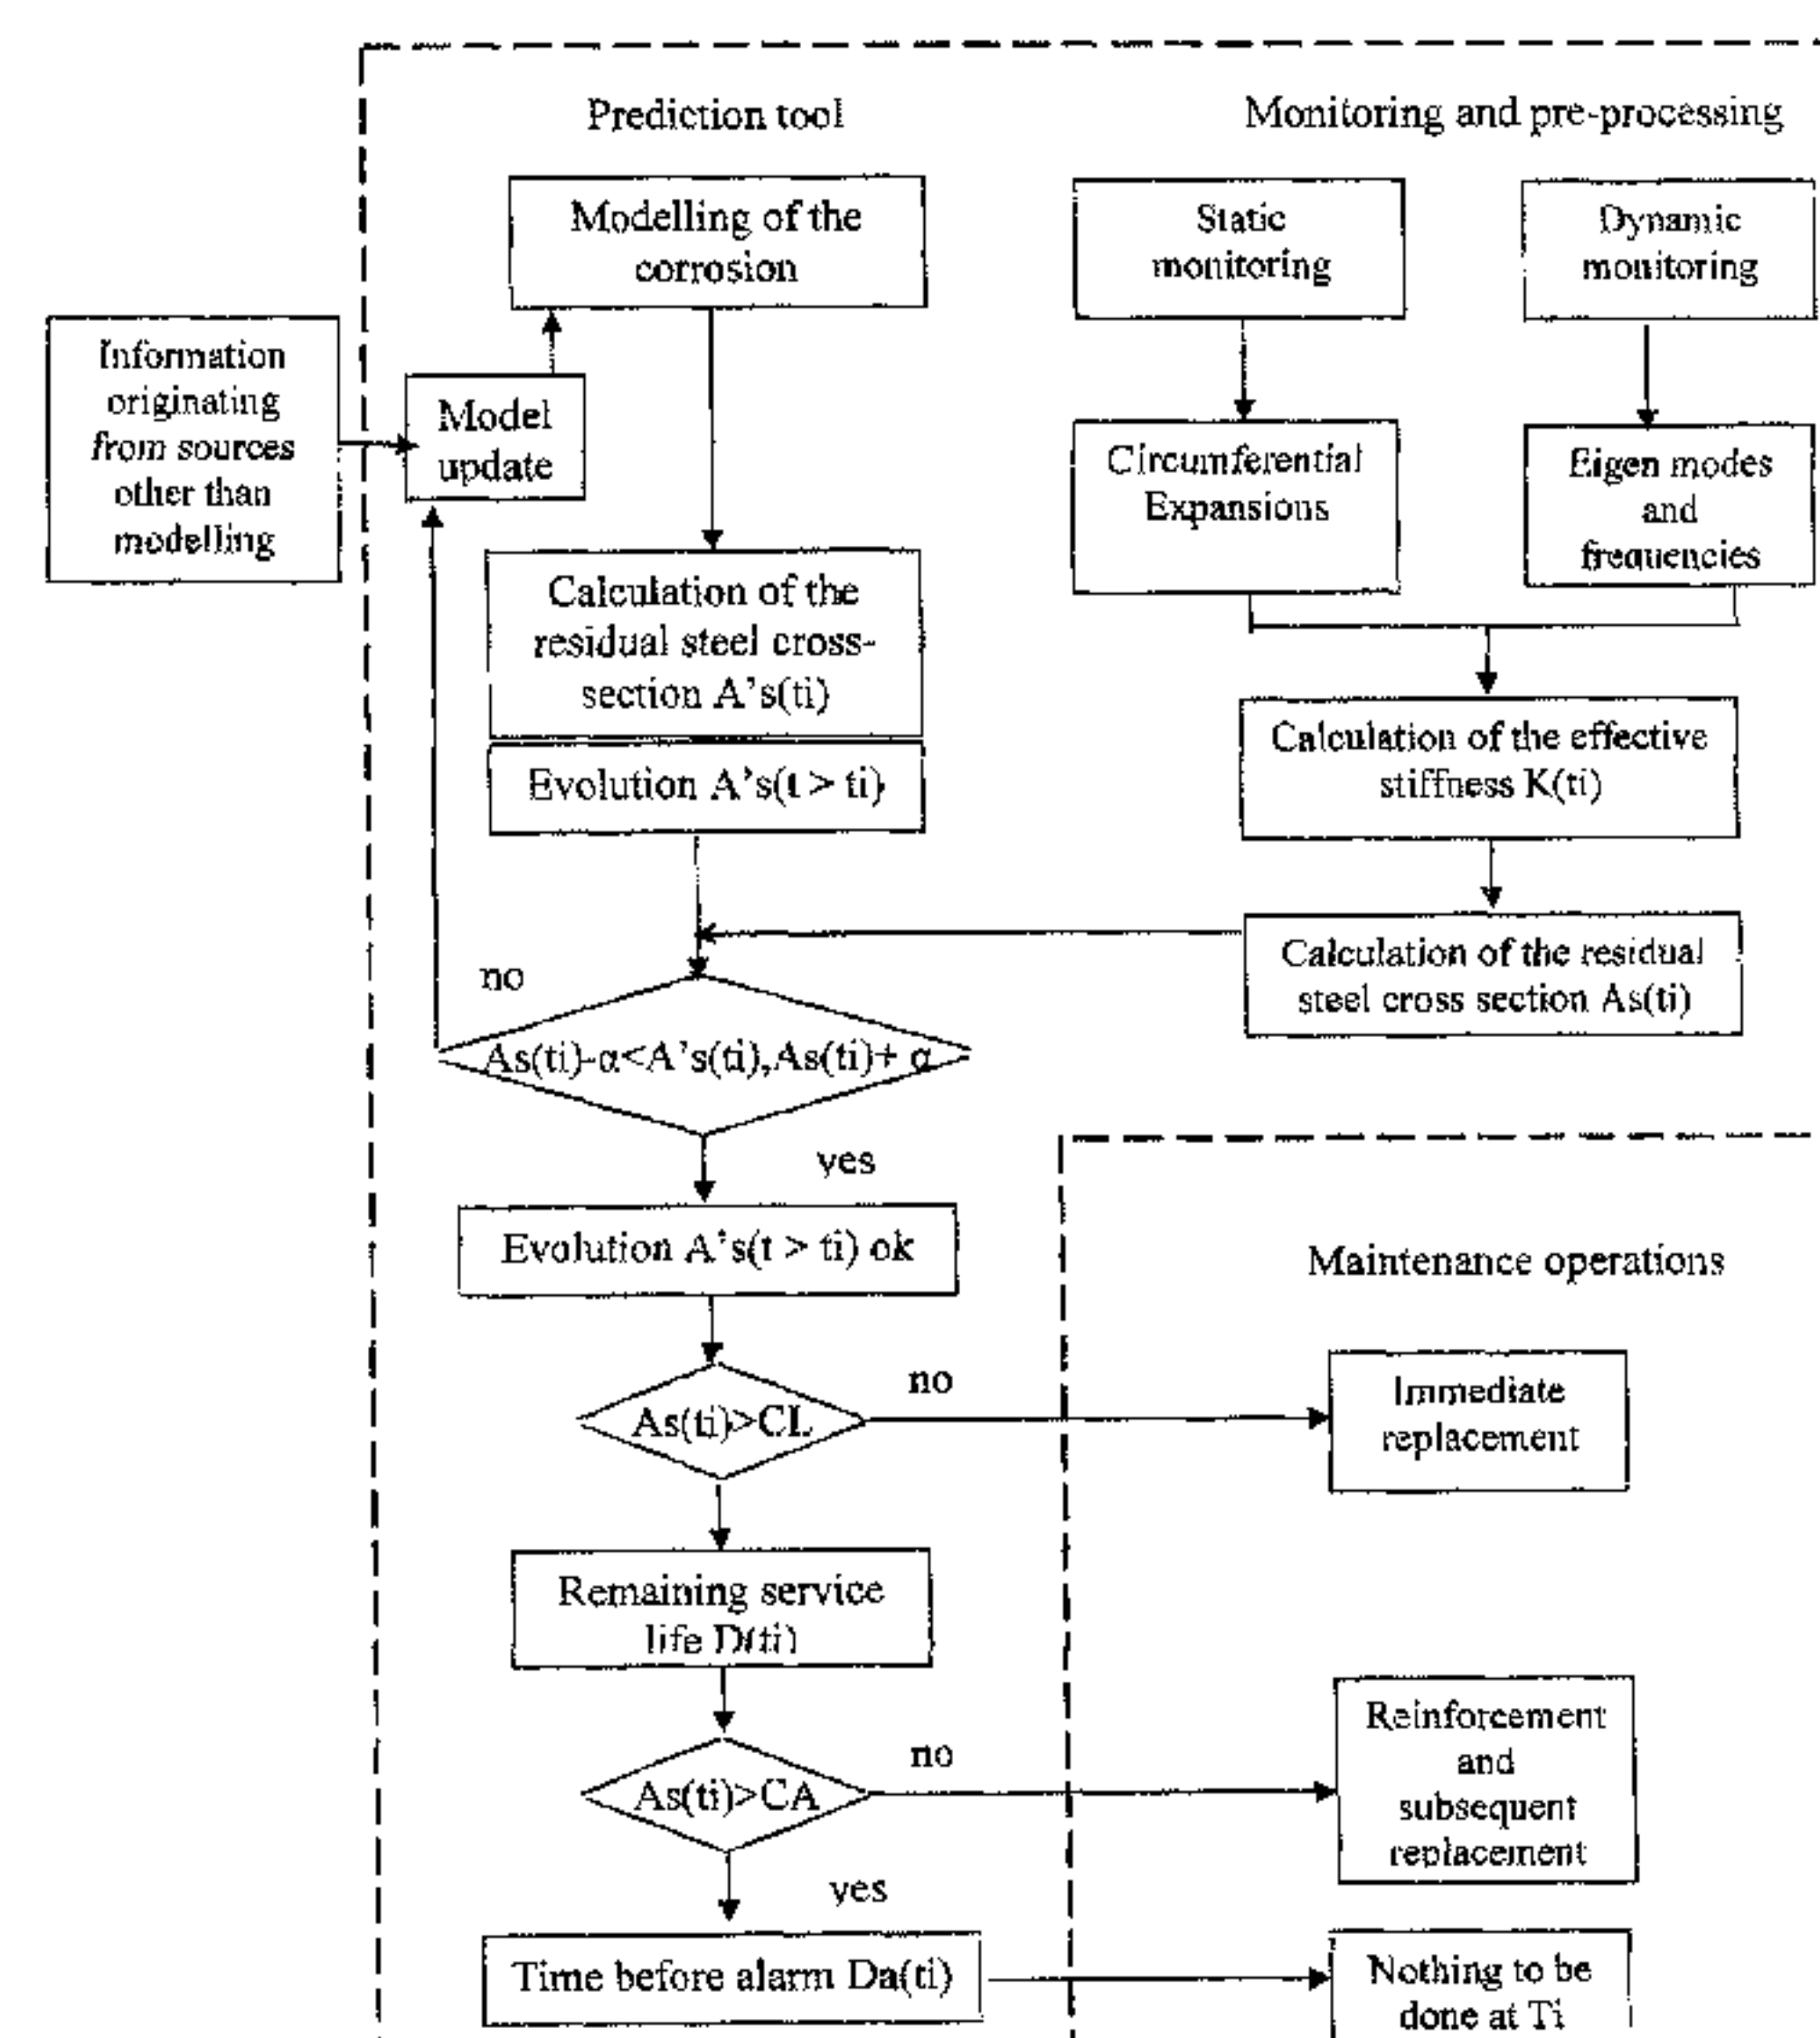 Prediction tool
Monitoring and pre-processing
Modelling of the
corrosion
Static
monitoring
Dynamic
monitoring
Information
originating
from sources
other than
modelling
Model
update
Circumferential
Expansions
Eigen modes
and
frequencies
Calculation of the
residual steel cross-
section A's(ti)
Evolution A's(t > ti)
Calculation of the effective
stiffness K(ti)
Calculation of the residual
steel cross section As(ti)
no
As(ti)-α<A's(ti),As(ti)+ α
yes
Evolution A's(t > ti) ok
Maintenance operations
As(ti)>CL
no
Immediate
replacement
Remaining service
life D(ti)
As(ti)>CA
no
Reinforcement
and
subsequent
replacement
yes
Time before alarm Da(ti)
Nothing to be
done at Ti